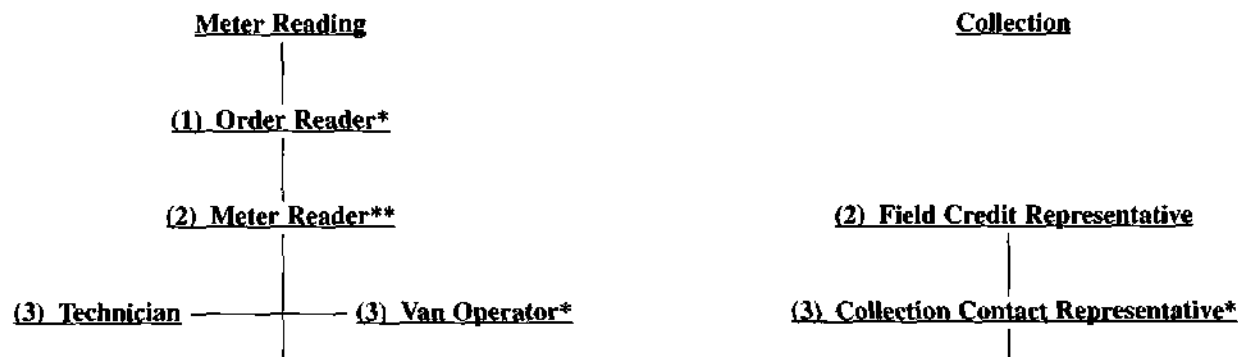 Meter Reading
Collection
(1) Order Reader*
(2) Meter Reader**
(2) Field Credit Representative
(3) Technician
(3) Van Operator*
(3) Collection Contact Representative*